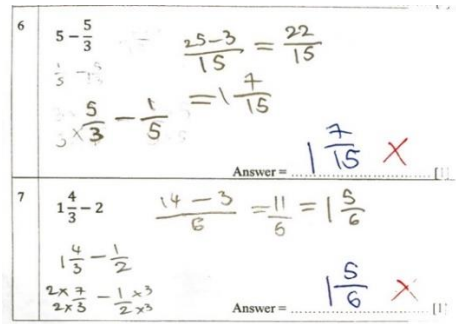 6
5 − 5/3
25−3/15 = 22/15
5/3 − 1/5 = 1 7/15
1 7/15 ×
Answer = ........ [1]
7
1 4/3 − 2
14 − 3/6 = 11/6 = 1 5/6
1 4/3 − 1/2
2×7/2×3 − 1×3/2×3
1 5/6 ×
Answer = ........ [1]